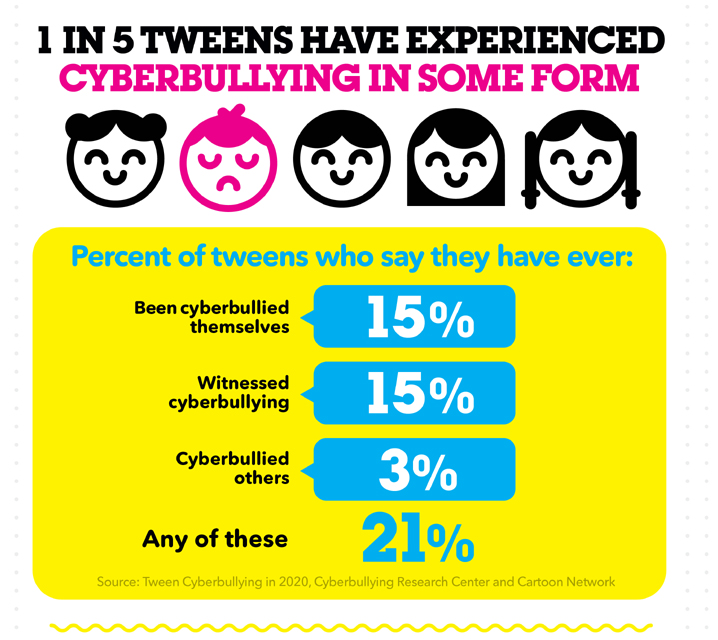 1 IN 5 TWEENS HAVE EXPERIENCED
CYBERBULLYING IN SOME FORM
Percent of tweens who say they have ever:
Been cyberbullied
themselves
15%
Witnessed
cyberbullying
15%
Cyberbullied
others
3%
Any of these
21%
Source: Tween Cyberbullying in 2020, Cyberbullying Research Center and Cartoon Network